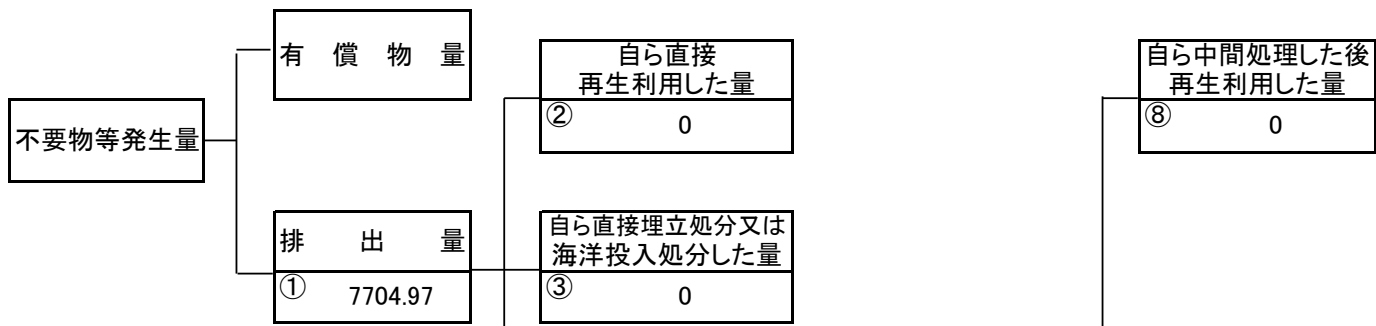 有償物量
自ら直接
再生利用した量
② 0
自ら中間処理した後
再生利用した量
⑧ 0
不要物等発生量
排出量
① 7704.97
自ら直接埋立処分又は
海洋投入処分した量
③ 0